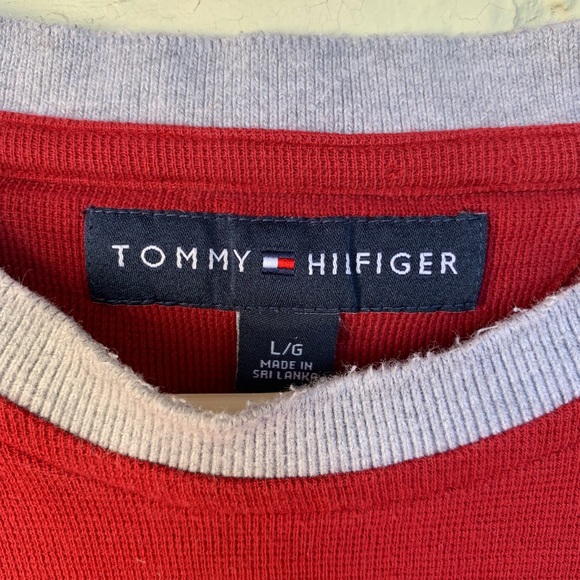 TOMMY HILFIGER
L/G
MADE IN
SRI LANKA